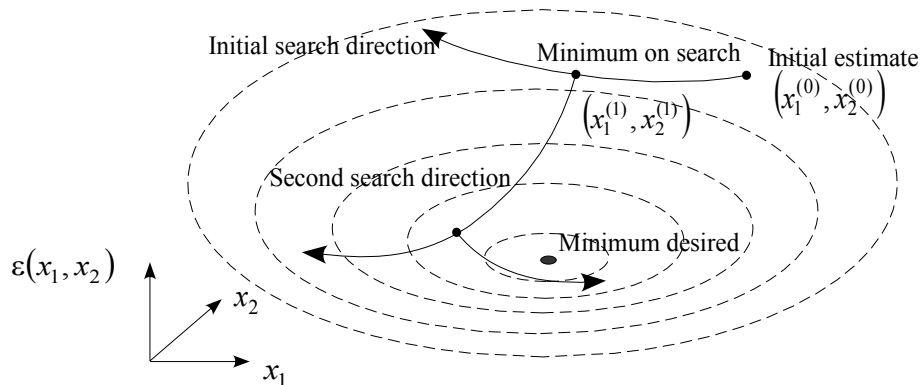 Initial search direction
Minimum on search
Initial estimate
(x₁⁽⁰⁾, x₂⁽⁰⁾)
(x₁⁽¹⁾, x₂⁽¹⁾)
Second search direction
Minimum desired
ε(x₁, x₂)
x₂
x₁